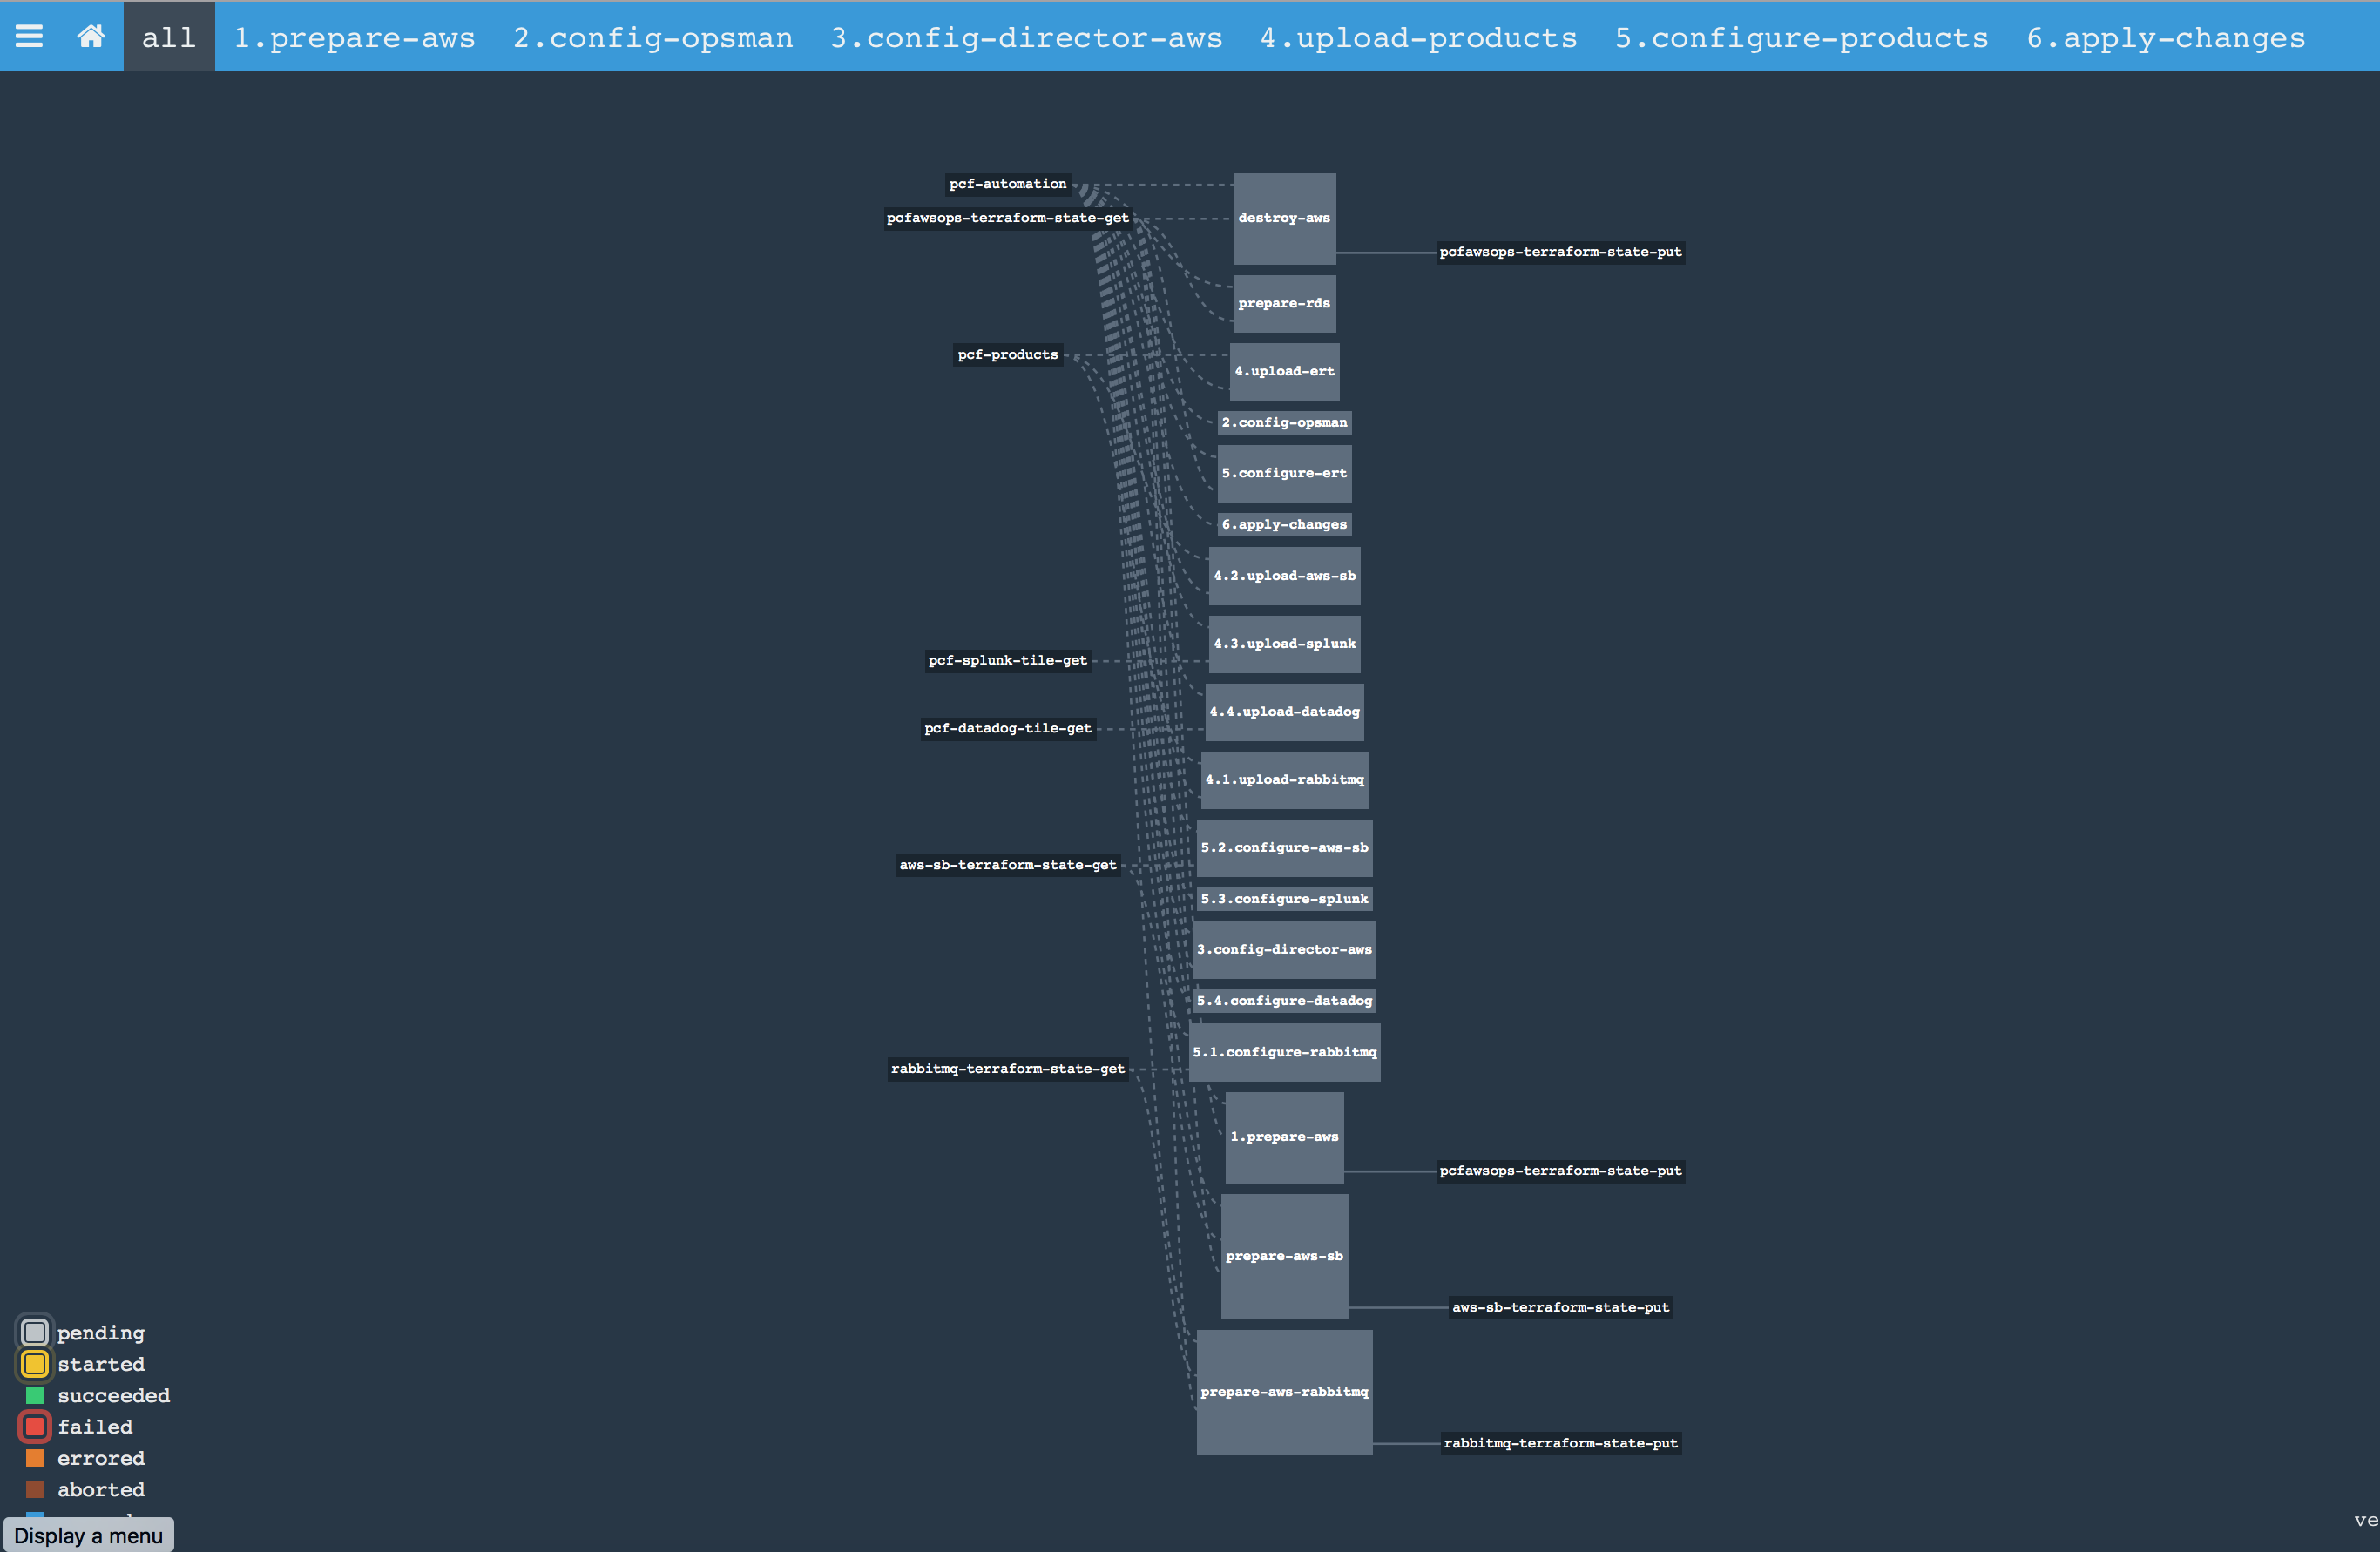 all 1.prepare-aws 2.config-opsman 3.config-director-aws 4.upload-products 5.configure-products 6.apply-changes
pcf-automation
pcfawsops-terraform-state-get
destroy-aws
pcfawsops-terraform-state-put
prepare-rds
pcf-products
4.upload-ert
2.config-opsman
5.configure-ert
6.apply-changes
4.2.upload-aws-sb
4.3.upload-splunk
pcf-splunk-tile-get
4.4.upload-datadog
pcf-datadog-tile-get
4.1.upload-rabbitmq
5.2.configure-aws-sb
aws-sb-terraform-state-get
5.3.configure-splunk
3.config-director-aws
5.4.configure-datadog
5.1.configure-rabbitmq
rabbitmq-terraform-state-get
1.prepare-aws
pcfawsops-terraform-state-put
prepare-aws-sb
aws-sb-terraform-state-put
prepare-aws-rabbitmq
rabbitmq-terraform-state-put
pending
started
succeeded
failed
errored
aborted
Display a menu
ve